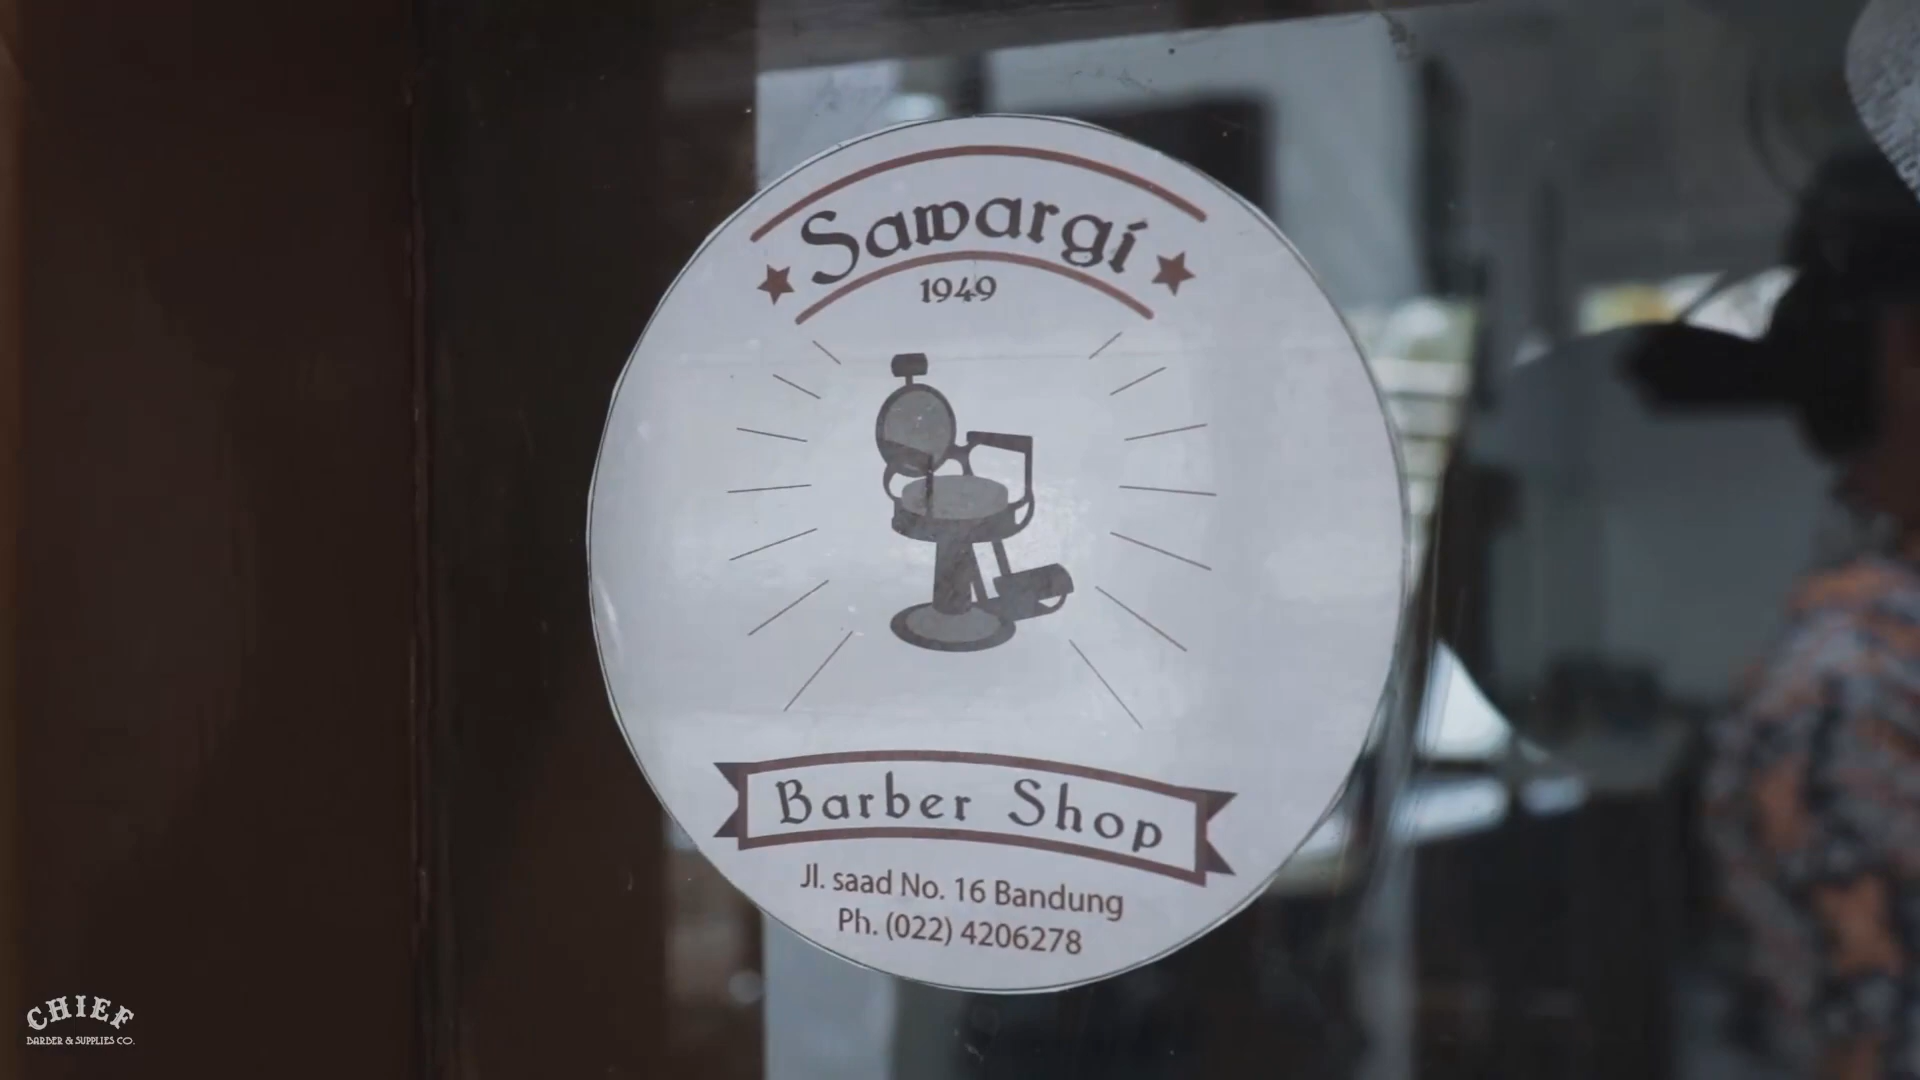 Sawargi
1949
Barber Shop
Jl. saad No. 16 Bandung
Ph. (022) 4206278
CHIEF
BARBER & SUPPLIES CO.